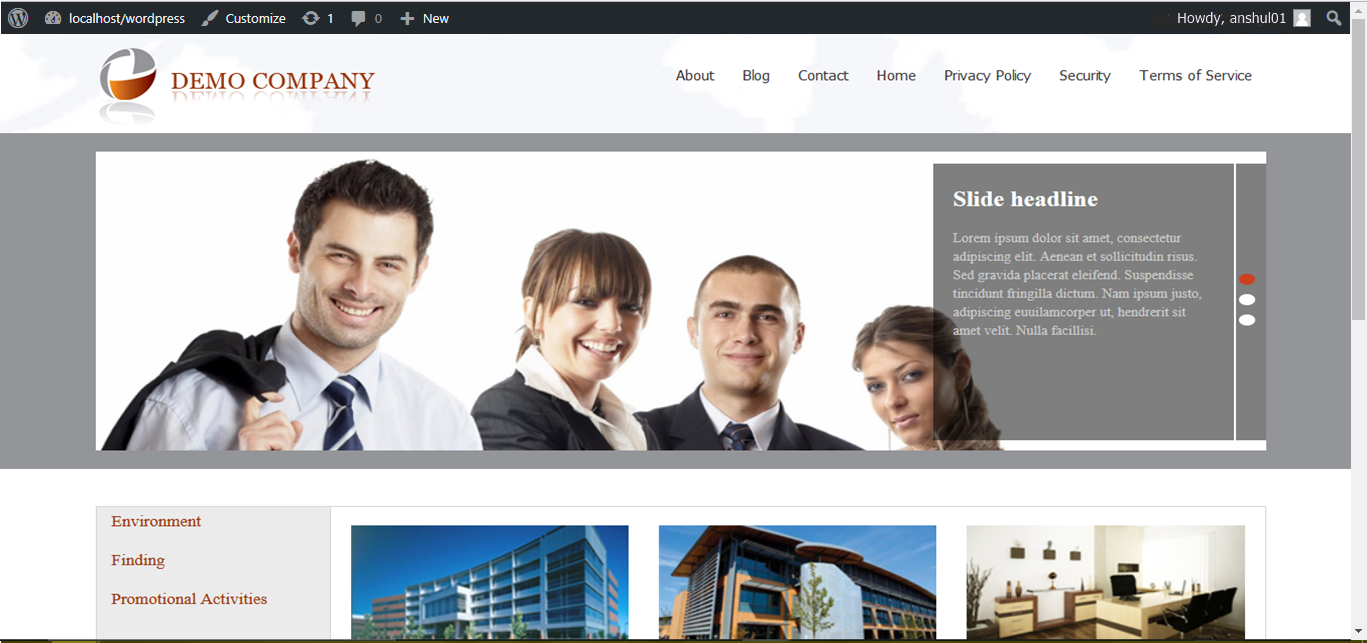 localhost/wordpress Customize 1 0 New Howdy, anshul01
DEMO COMPANY
About Blog Contact Home Privacy Policy Security Terms of Service
Slide headline
Lorem ipsum dolor sit amet, consectetur
adipiscing elit. Aenean et sollicitudin risus.
Sed gravida placerat eleifend. Suspendisse
tincidunt fringilla dictum. Nam ipsum justo,
adipiscing euuilamcorper ut, hendrerit sit
amet velit. Nulla facillisi.
Environment
Finding
Promotional Activities